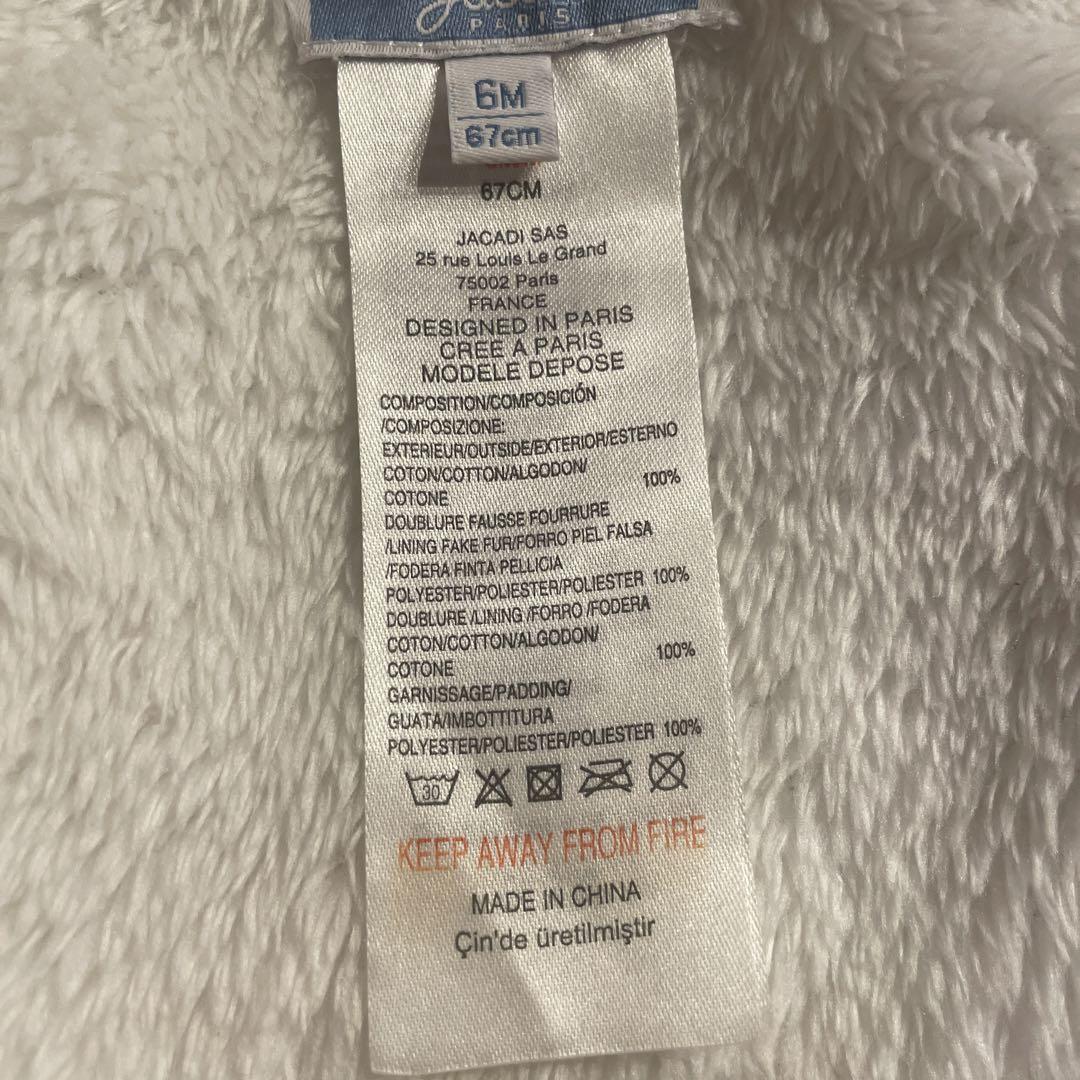 PARIS
6M
67cm
67CM
JACADI SAS
25 rue Louis Le Grand
75002 Paris
FRANCE
DESIGNED IN PARIS
CREE A PARIS
MODELE DEPOSE
COMPOSITION/COMPOSICIÓN
/COMPOSIZIONE:
EXTERIEUR/OUTSIDE/EXTERIOR/ESTERNO
COTON/COTTON/ALGODON/
COTONE 100%
DOUBLURE FAUSSE FOURRURE
/LINING FAKE FUR/FORRO PIEL FALSA
/FODERA FINTA PELLICIA
POLYESTER/POLIESTER/POLIESTER 100%
DOUBLURE /LINING /FORRO /FODERA
COTON/COTTON/ALGODON/
COTONE 100%
GARNISSAGE/PADDING/
GUATA/IMBOTTITURA
POLYESTER/POLIESTER/POLIESTER 100%
30
KEEP AWAY FROM FIRE
MADE IN CHINA
Çin'de üretilmiştir